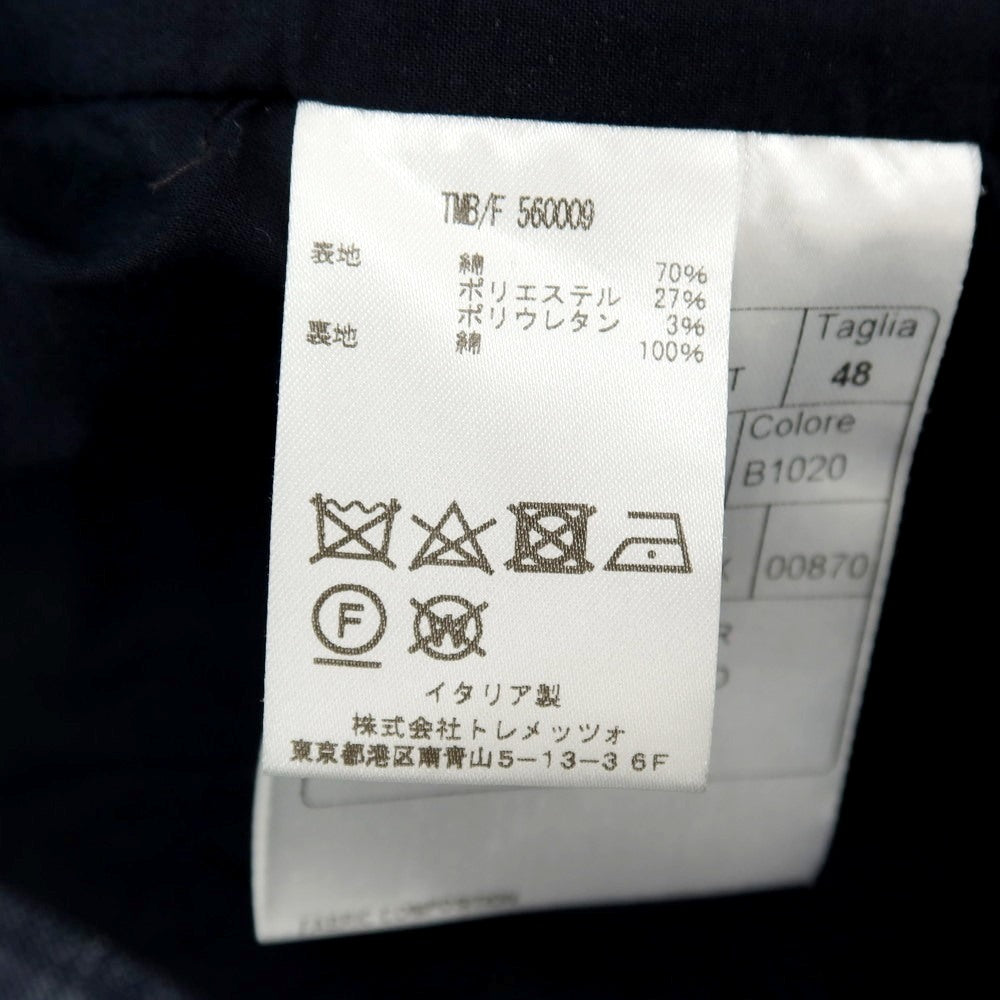 TMB/F 560009
表地 綿 70%
ポリエステル 27%
ポリウレタン 3%
裏地 綿 100%
F
W
イタリア製
株式会社トレメッツォ
東京都港区南青山5-13-3 6F
T
Taglia
48
Colore
B1020
00870
R
FABRIC COMPOSITION